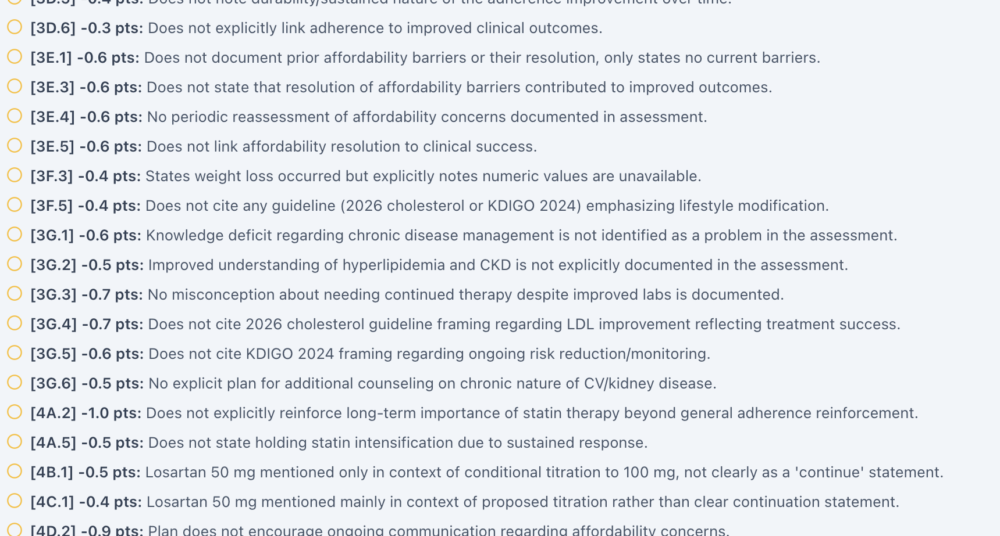 [3D.5] -0.4 pts: Does not note durability/sustained nature of the adherence improvement over time.
[3D.6] -0.3 pts: Does not explicitly link adherence to improved clinical outcomes.
[3E.1] -0.6 pts: Does not document prior affordability barriers or their resolution, only states no current barriers.
[3E.3] -0.6 pts: Does not state that resolution of affordability barriers contributed to improved outcomes.
[3E.4] -0.6 pts: No periodic reassessment of affordability concerns documented in assessment.
[3E.5] -0.6 pts: Does not link affordability resolution to clinical success.
[3F.3] -0.4 pts: States weight loss occurred but explicitly notes numeric values are unavailable.
[3F.5] -0.4 pts: Does not cite any guideline (2026 cholesterol or KDIGO 2024) emphasizing lifestyle modification.
[3G.1] -0.6 pts: Knowledge deficit regarding chronic disease management is not identified as a problem in the assessment.
[3G.2] -0.5 pts: Improved understanding of hyperlipidemia and CKD is not explicitly documented in the assessment.
[3G.3] -0.7 pts: No misconception about needing continued therapy despite improved labs is documented.
[3G.4] -0.7 pts: Does not cite 2026 cholesterol guideline framing regarding LDL improvement reflecting treatment success.
[3G.5] -0.6 pts: Does not cite KDIGO 2024 framing regarding ongoing risk reduction/monitoring.
[3G.6] -0.5 pts: No explicit plan for additional counseling on chronic nature of CV/kidney disease.
[4A.2] -1.0 pts: Does not explicitly reinforce long-term importance of statin therapy beyond general adherence reinforcement.
[4A.5] -0.5 pts: Does not state holding statin intensification due to sustained response.
[4B.1] -0.5 pts: Losartan 50 mg mentioned only in context of conditional titration to 100 mg, not clearly as a 'continue' statement.
[4C.1] -0.4 pts: Losartan 50 mg mentioned mainly in context of proposed titration rather than clear continuation statement.
[4D.2] -0.9 pts: Plan does not encourage ongoing communication regarding affordability concerns.